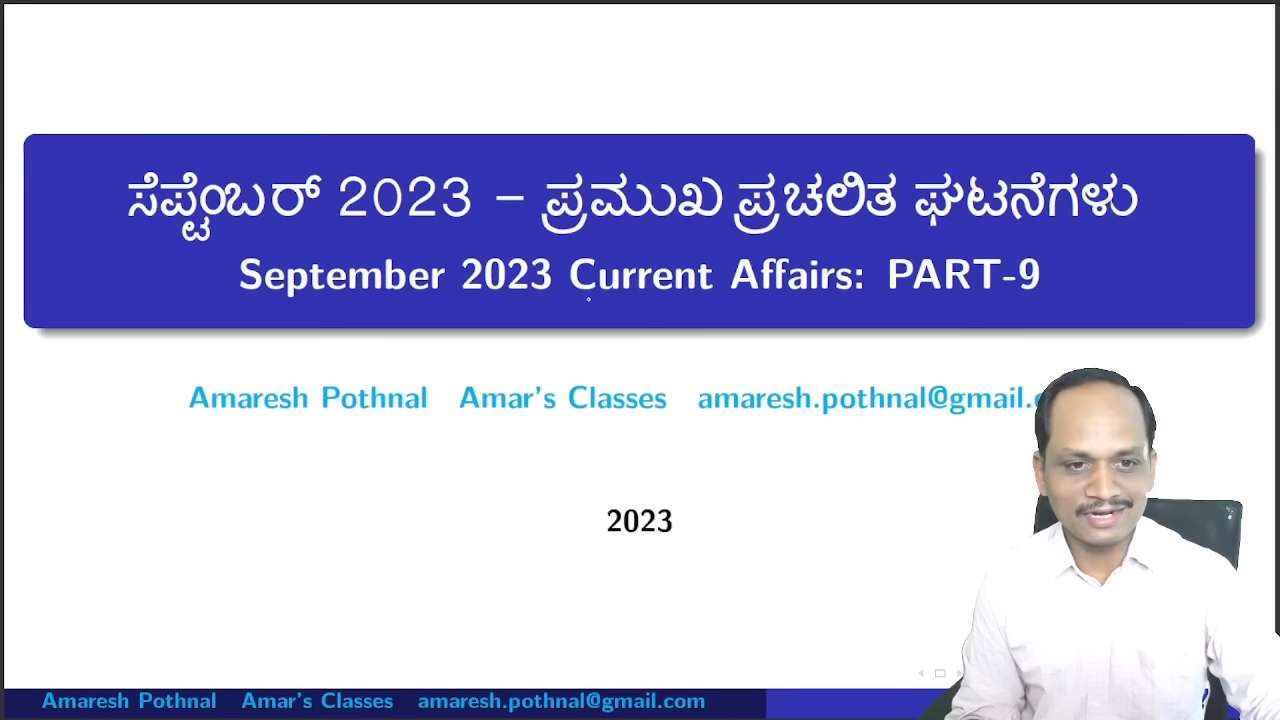 ಸೆಪ್ಟೆಂಬರ್ 2023 – ಪ್ರಮುಖ ಪ್ರಚಲಿತ ಘಟನೆಗಳು
September 2023 Current Affairs: PART-9
Amaresh Pothnal Amar's Classes
2023
Amaresh Pothnal Amar's Classes amaresh.pothnal@gmail.com